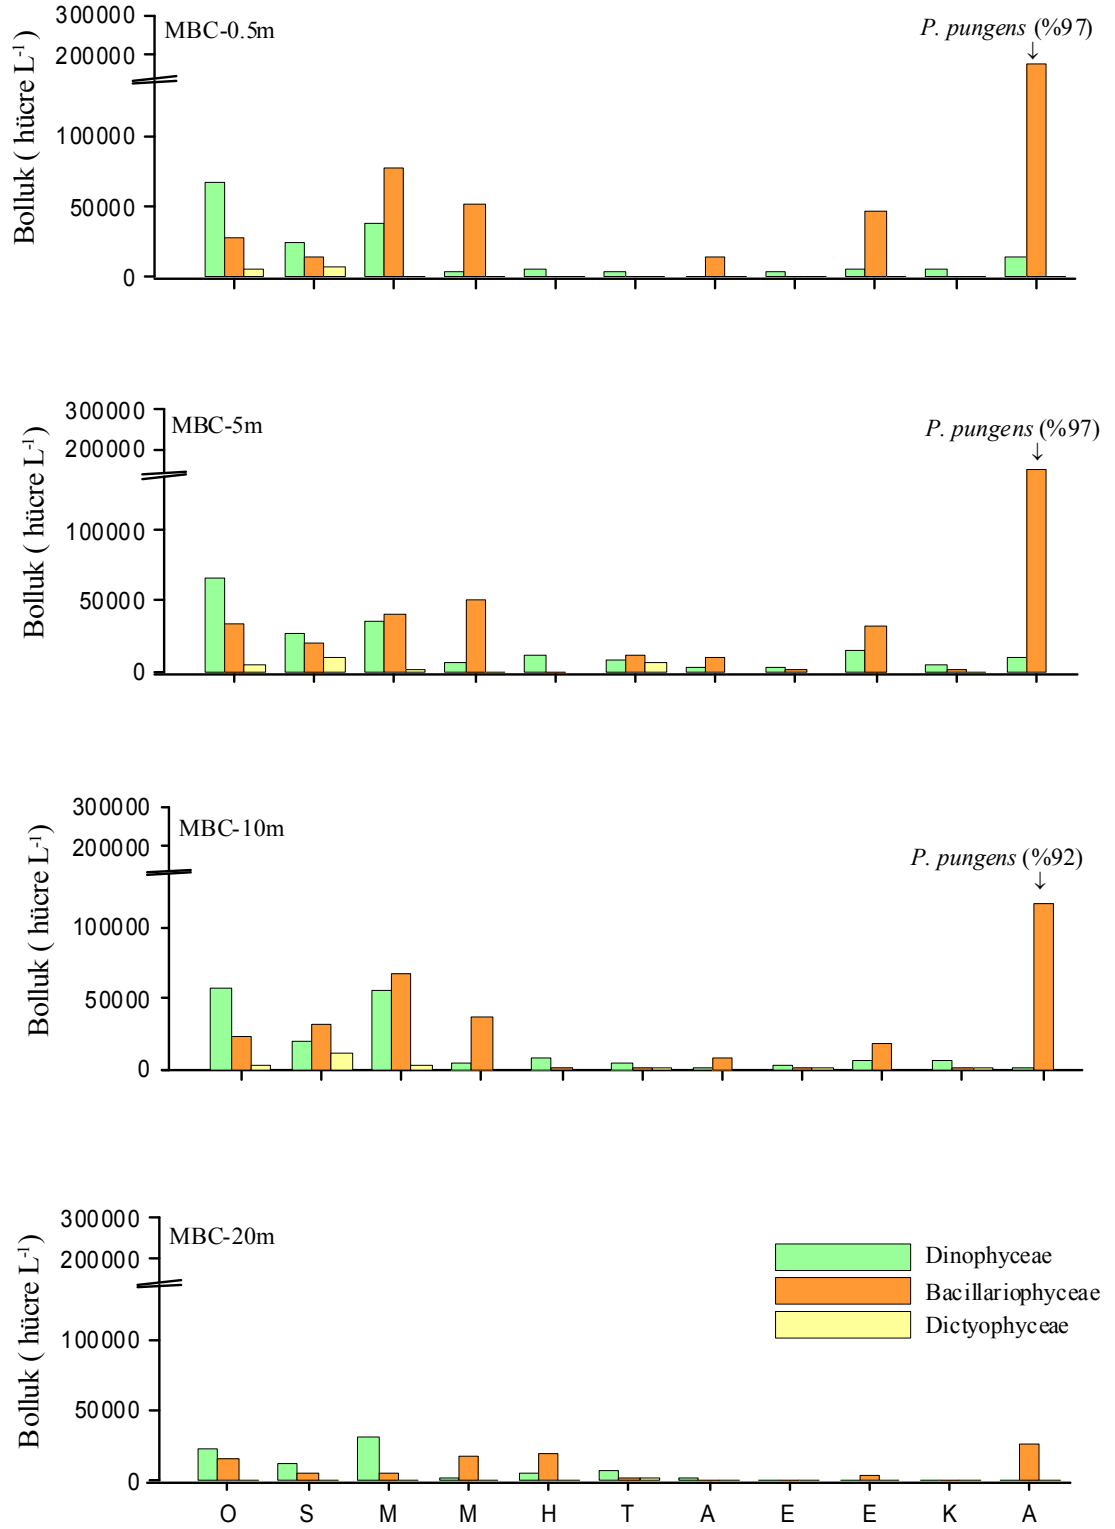 300000
MBC-0.5m
P. pungens (%97)
↓
200000
100000
50000
0
Bolluk ( hücre L-1)
300000
MBC-5m
P. pungens (%97)
↓
200000
100000
50000
0
Bolluk ( hücre L-1)
300000
MBC-10m
200000
P. pungens (%92)
↓
100000
50000
0
Bolluk ( hücre L-1)
300000
MBC-20m
200000
100000
50000
0
Bolluk ( hücre L-1)
Dinophyceae
Bacillariophyceae
Dictyophyceae
O S M M H T A E E K A